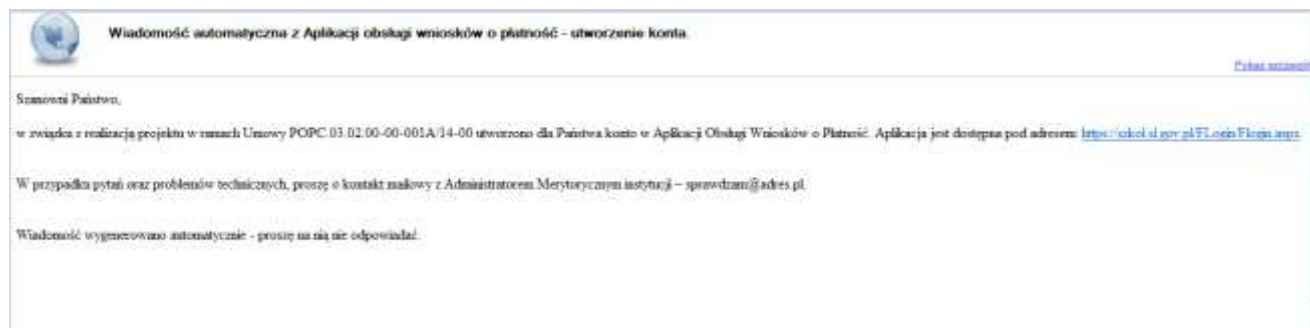 Wiadomość automatyczna z Aplikacji obsługi wniosków o płatność - utworzenie konta.
Pokaż szczegół
Szanowni Państwo,
w związku z realizacją projektu w ramach Umowy POPC.03.02.00-00-001A/14-00 utworzono dla Państwa konto w Aplikacji Obsługi Wniosków o Płatność. Aplikacja jest dostępna pod adresem:
W przypadku pytań oraz problemów technicznych, proszę o kontakt mailowy z Administratorem Merytorycznym instytucji – sprawdzam@adres.pl.
Wiadomość wygenerowano automatycznie - proszę na nią nie odpowiadać.